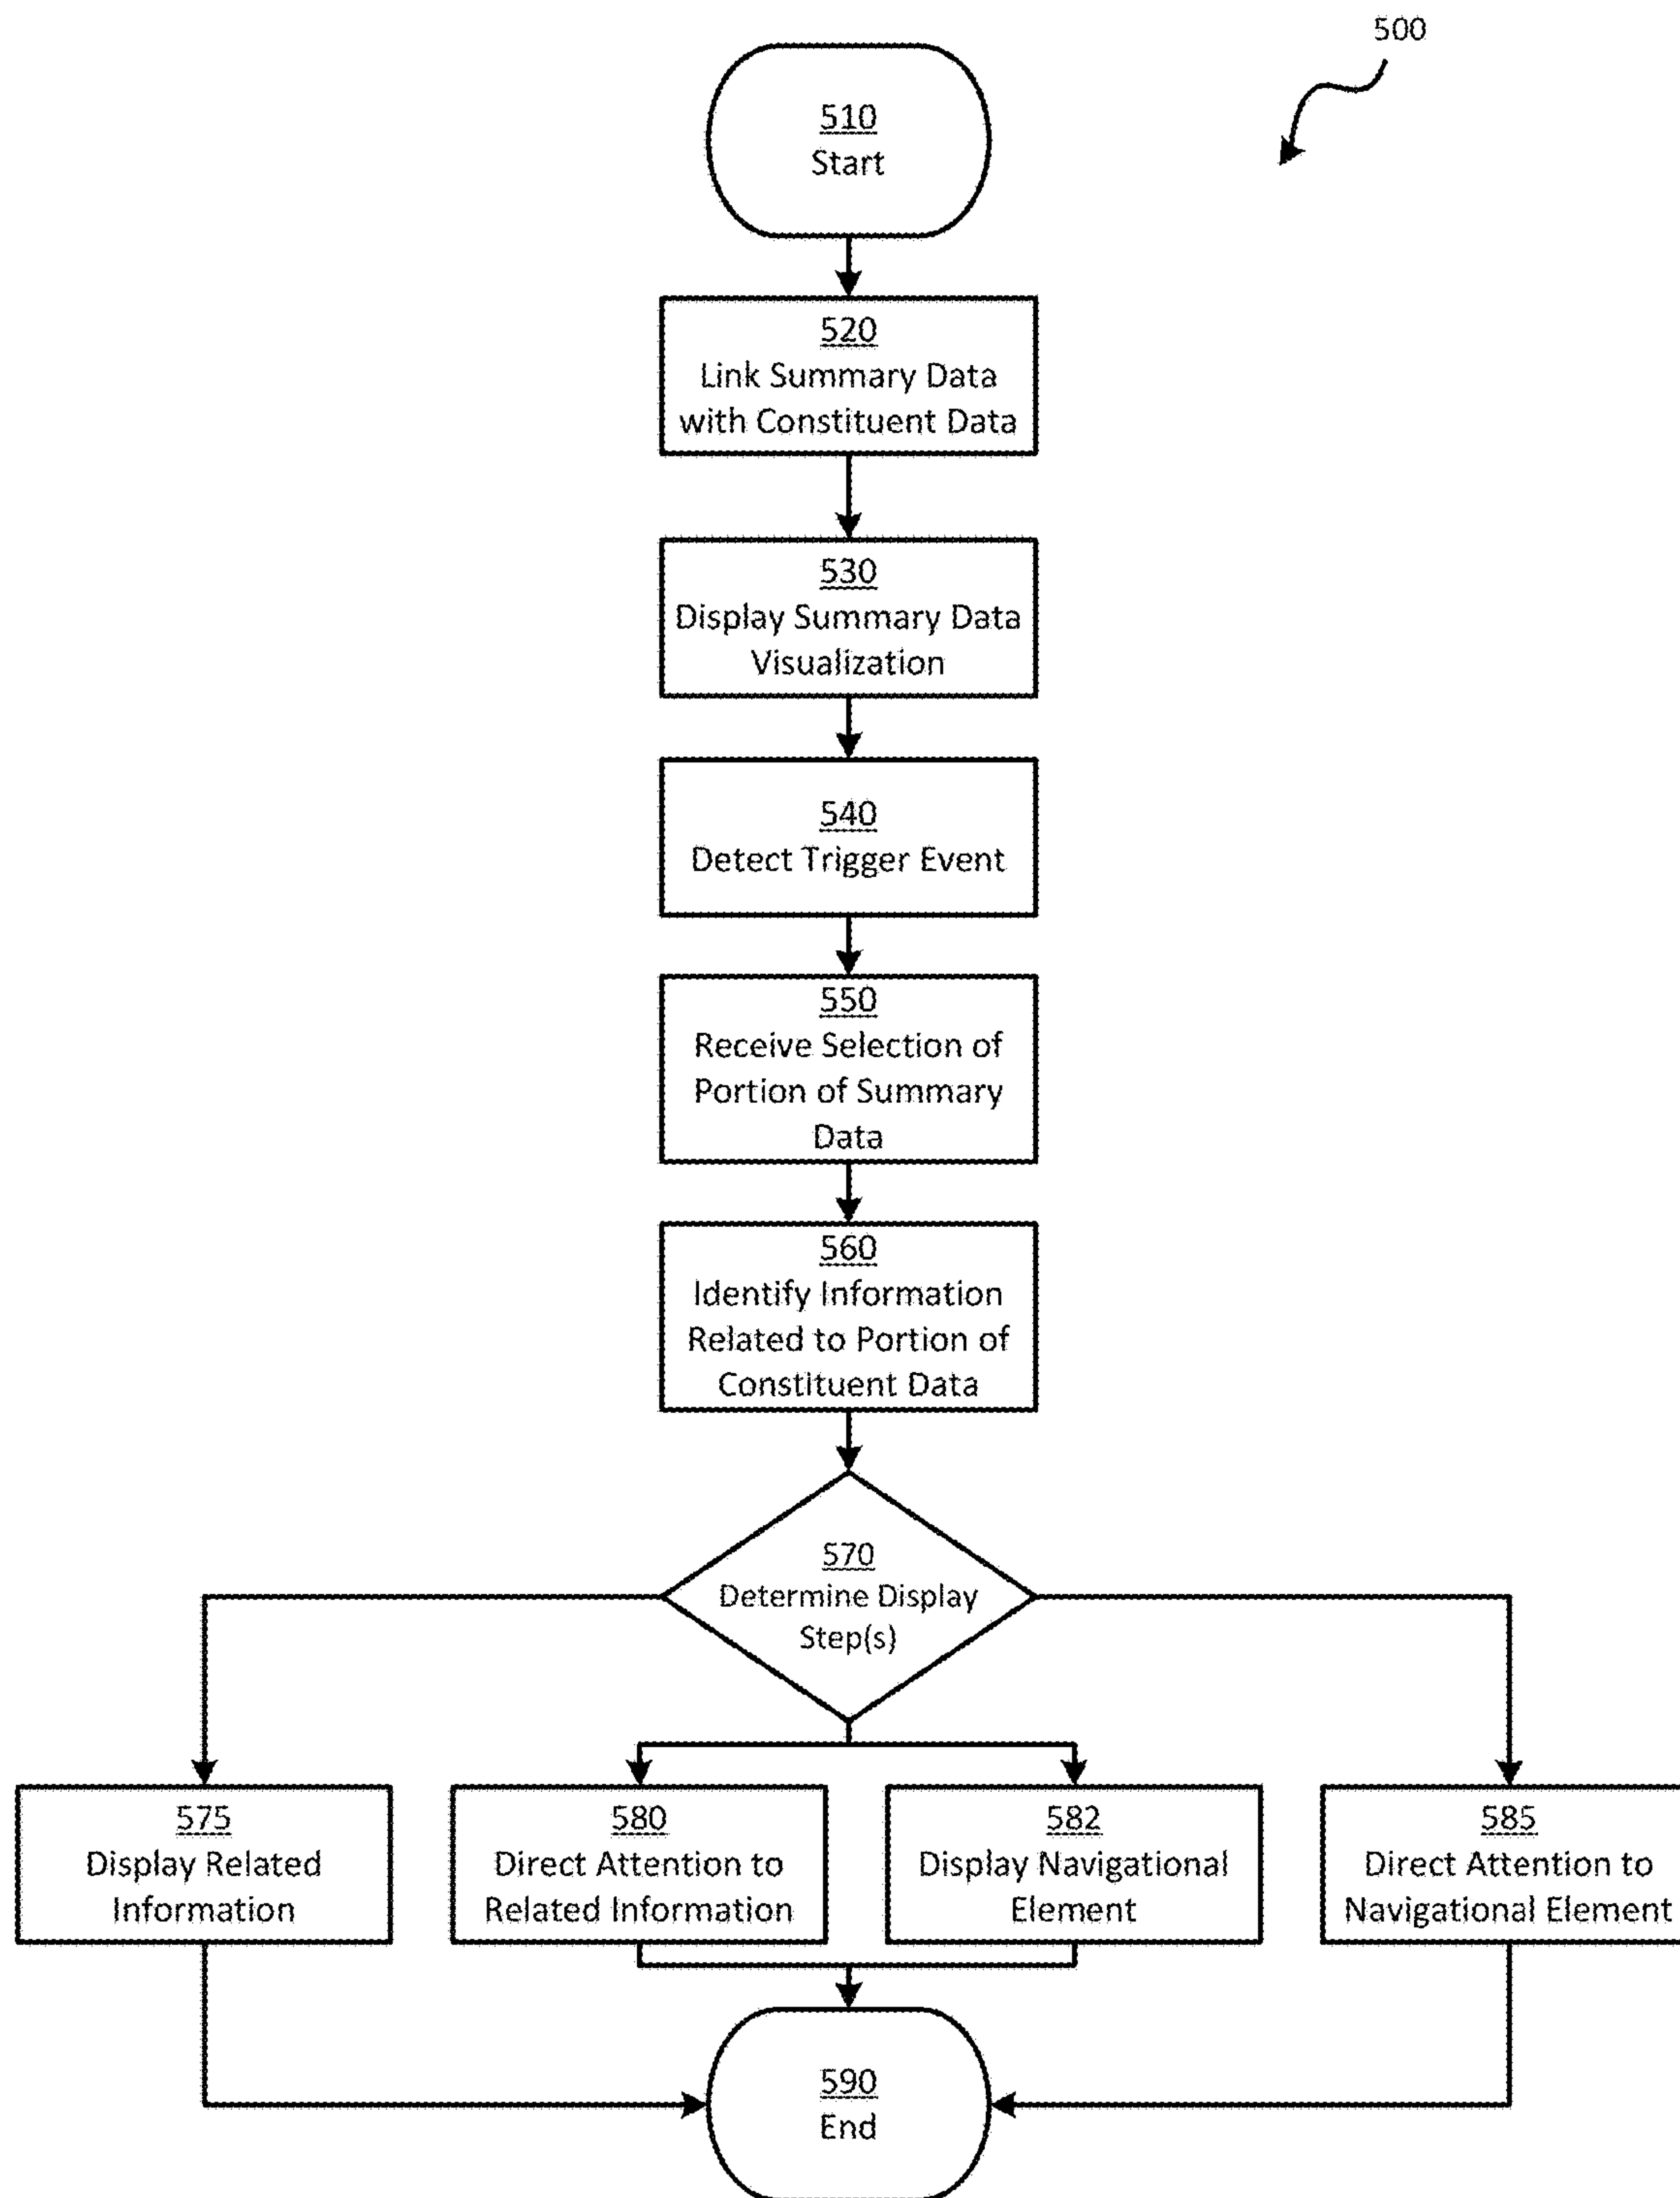 500
510
Start
520
Link Summary Data
with Constituent Data
530
Display Summary Data
Visualization
540
Detect Trigger Event
550
Receive Selection of
Portion of Summary
Data
560
Identify Information
Related to Portion of
Constituent Data
570
Determine Display
Step(s)
575
Display Related
Information
580
Direct Attention to
Related Information
582
Display Navigational
Element
585
Direct Attention to
Navigational Element
590
End